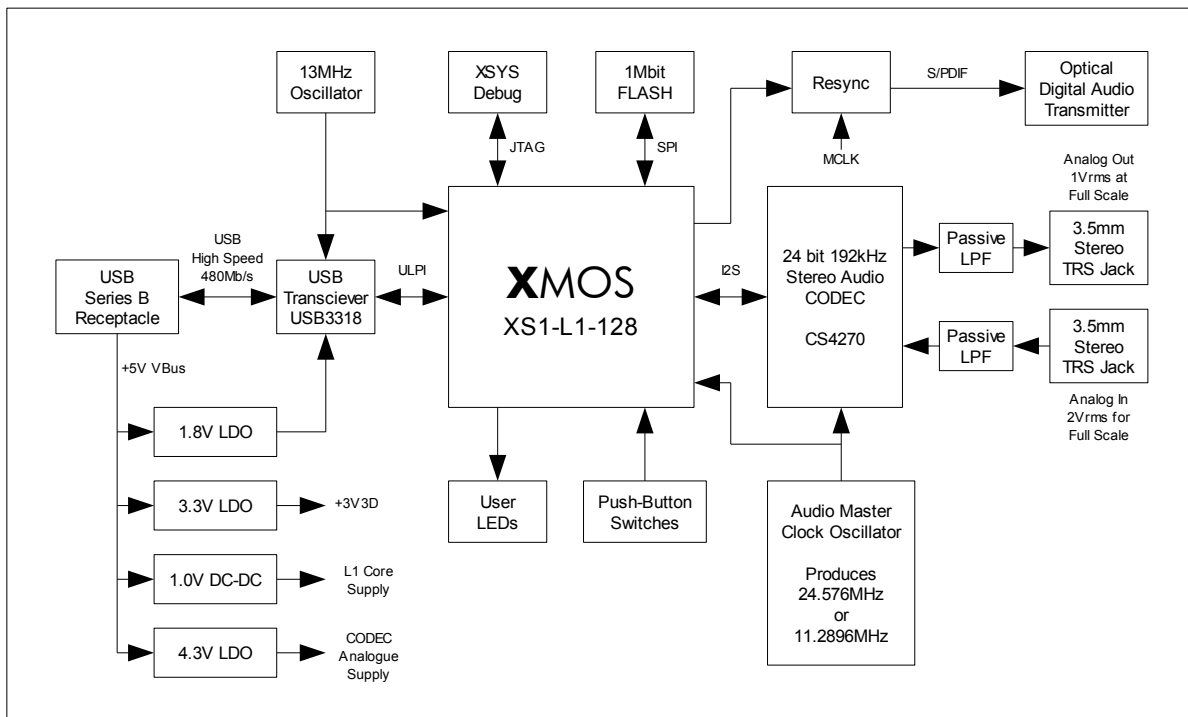 13MHz
Oscillator
XSYS
Debug
1Mbit
FLASH
Resync
S/PDIF
Optical
Digital Audio
Transmitter
JTAG
SPI
MCLK
Analog Out
1Vrms at
Full Scale
USB
High Speed
480Mb/s
USB
Series B
Receptacle
USB
Transciever
USB3318
ULPI
XMOS
XS1-L1-128
I2S
24 bit 192kHz
Stereo Audio
CODEC
CS4270
Passive
LPF
3.5mm
Stereo
TRS Jack
Passive
LPF
3.5mm
Stereo
TRS Jack
Analog In
2Vrms for
Full Scale
+5V VBus
1.8V LDO
3.3V LDO
+3V3D
1.0V DC-DC
L1 Core
Supply
4.3V LDO
CODEC
Analogue
Supply
User
LEDs
Push-Button
Switches
Audio Master
Clock Oscillator
Produces
24.576MHz
or
11.2896MHz